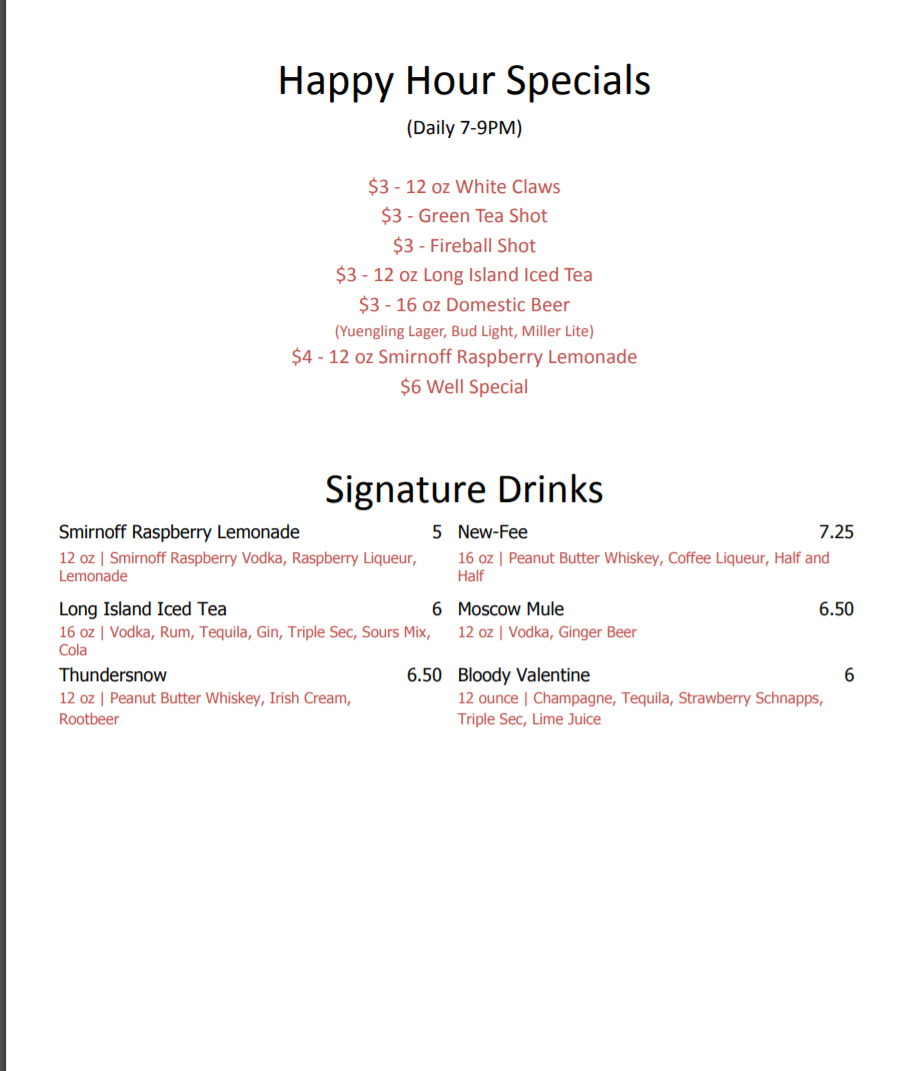 Happy Hour Specials
(Daily 7-9PM)
$3 - 12 oz White Claws
$3 - Green Tea Shot
$3 - Fireball Shot
$3 - 12 oz Long Island Iced Tea
$3 - 16 oz Domestic Beer
(Yuengling Lager, Bud Light, Miller Lite)
$4 - 12 oz Smirnoff Raspberry Lemonade
$6 Well Special
Signature Drinks
Smirnoff Raspberry Lemonade 5
12 oz | Smirnoff Raspberry Vodka, Raspberry Liqueur,
Lemonade
Long Island Iced Tea 6
16 oz | Vodka, Rum, Tequila, Gin, Triple Sec, Sours Mix,
Cola
Thundersnow 6.50
12 oz | Peanut Butter Whiskey, Irish Cream,
Rootbeer
New-Fee 7.25
16 oz | Peanut Butter Whiskey, Coffee Liqueur, Half and
Half
Moscow Mule 6.50
12 oz | Vodka, Ginger Beer
Bloody Valentine 6
12 ounce | Champagne, Tequila, Strawberry Schnapps,
Triple Sec, Lime Juice